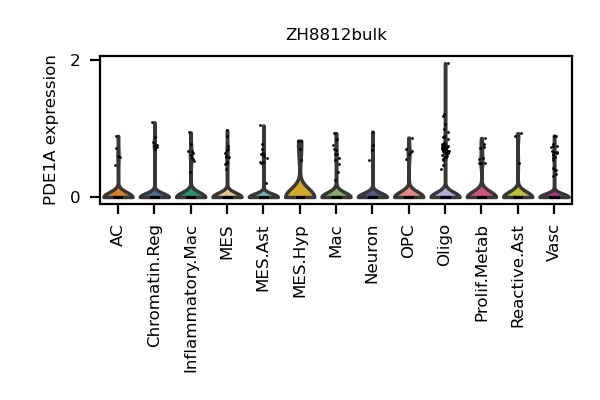 ZH8812bulk
PDE1A expression
2
0
AC
Chromatin.Reg
Inflammatory.Mac
MES
MES.Ast
MES.Hyp
Mac
Neuron
OPC
Oligo
Prolif.Metab
Reactive.Ast
Vasc